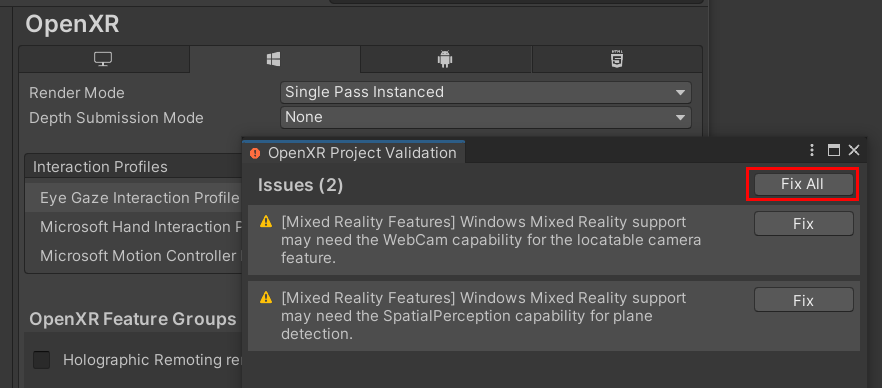 OpenXR
HTML
Render Mode
Single Pass Instanced
Depth Submission Mode
None
OpenXR Project Validation
Interaction Profiles
Issues (2)
Fix All
Eye Gaze Interaction Profile
[Mixed Reality Features] Windows Mixed Reality support
may need the WebCam capability for the locatable camera
feature.
Fix
Microsoft Hand Interaction
Microsoft Motion Controller
[Mixed Reality Features] Windows Mixed Reality support
may need the SpatialPerception capability for plane
detection.
Fix
OpenXR Feature Groups
Holographic Remoting